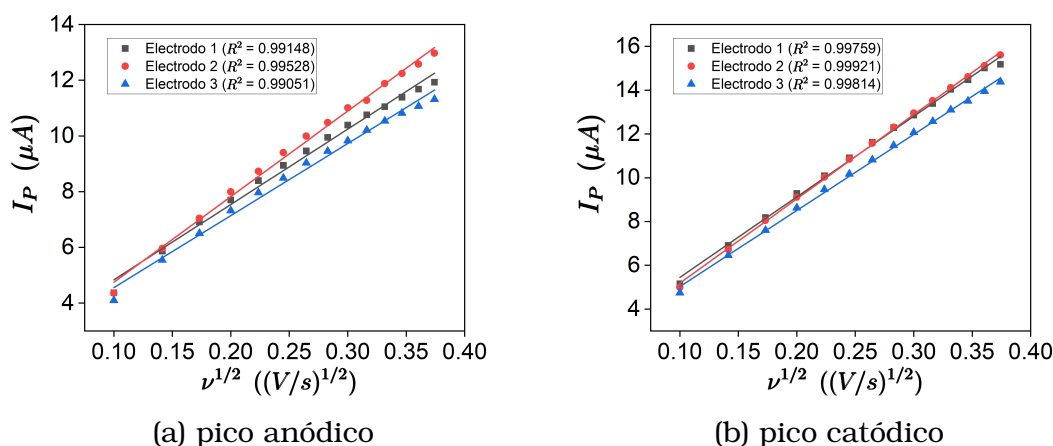 14
12
10
8
6
4
I_P (μA)
Electrodo 1 (R² = 0.99148)
Electrodo 2 (R² = 0.99528)
Electrodo 3 (R² = 0.99051)
0.10 0.15 0.20 0.25 0.30 0.35 0.40
ν^{1/2} ((V/s)^{1/2})
(a) pico anódico
16
14
12
10
8
6
4
I_P (μA)
Electrodo 1 (R² = 0.99759)
Electrodo 2 (R² = 0.99921)
Electrodo 3 (R² = 0.99814)
0.10 0.15 0.20 0.25 0.30 0.35 0.40
ν^{1/2} ((V/s)^{1/2})
(b) pico catódico